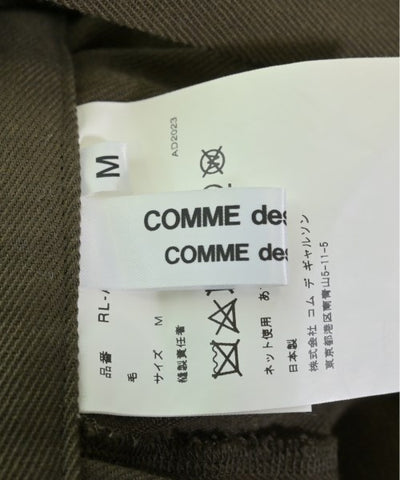 M
COMME des
COMME des
AD2023
品番 RL-
毛
サイズ M
縫製責任者
ネット使用 あ
日本製
株式会社 コム デ ギャルソン
東京都港区南青山5-11-5